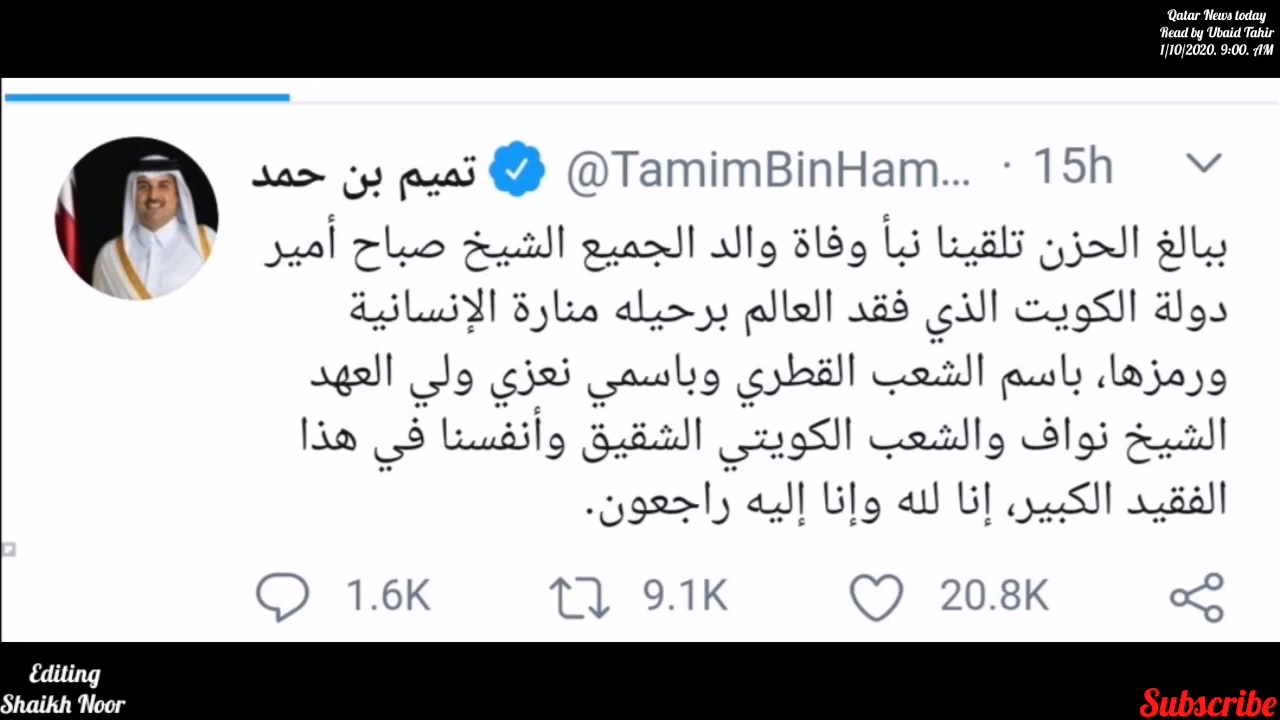 Qatar News today
Read by Ubaid Tahir
1/10/2020. 9:00. AM
تميم بن حمد @TamimBinHam... · 15h
ببالغ الحزن تلقينا نبأ وفاة والد الجميع الشيخ صباح أمير
دولة الكويت الذي فقد العالم برحيله منارة الإنسانية
ورمزها، باسم الشعب القطري وباسمي نعزي ولي العهد
الشيخ نواف والشعب الكويتي الشقيق وأنفسنا في هذا
الفقيد الكبير، إنا لله وإنا إليه راجعون.
1.6K 9.1K 20.8K
Editing
Shaikh Noor
Subscribe